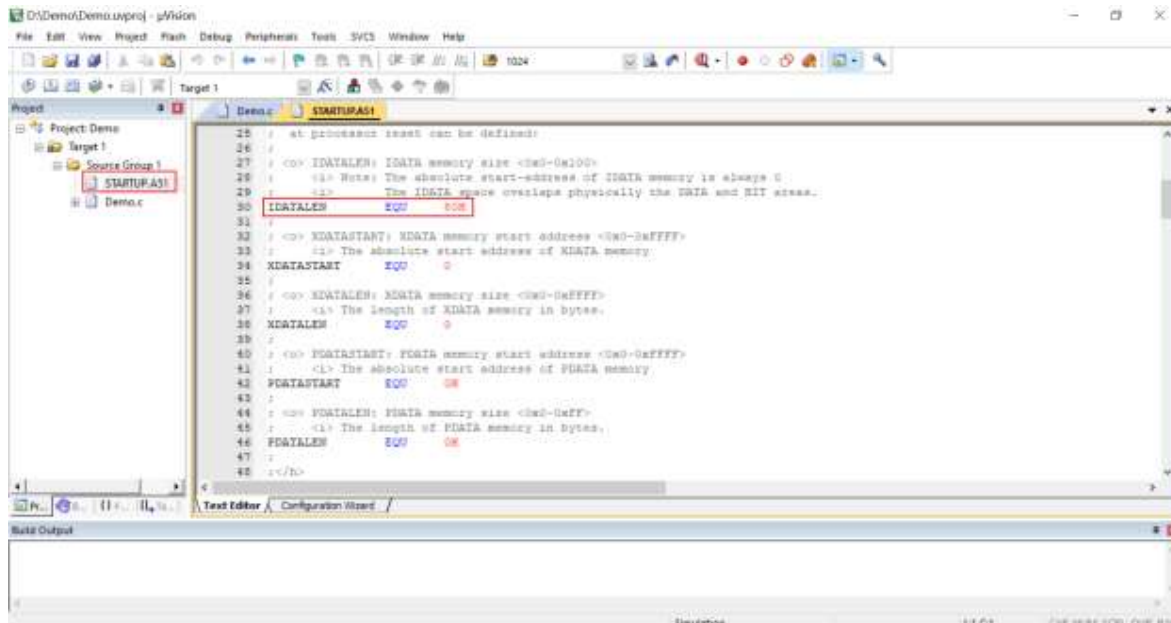 D:\Demo\Demo.uvproj - µVision
File Edit View Project Flash Debug Peripherals Tools SVCS Window Help
1024
Target 1
Project
Demo.c STARTUP.A51
Project: Demo
Target 1
Source Group 1
STARTUP.A51
Demo.c
25 ; at processor reset can be defined:
26 ;
27 ; <o> IDATALEN: IDATA memory size <0x0-0x100>
28 ; <i> Note: The absolute start-address of IDATA memory is always 0
29 ; <i> The IDATA space overlaps physically the DATA and BIT areas.
30 IDATALEN EQU 80H
31 ;
32 ; <o> XDATASTART: XDATA memory start address <0x0-0xFFFF>
33 ; <i> The absolute start address of XDATA memory
34 XDATASTART EQU 0
35 ;
36 ; <o> XDATALEN: XDATA memory size <0x0-0xFFFF>
37 ; <i> The length of XDATA memory in bytes.
38 XDATALEN EQU 0
39 ;
40 ; <o> PDATASTART: PDATA memory start address <0x0-0xFFFF>
41 ; <i> The absolute start address of PDATA memory
42 PDATASTART EQU 0H
43 ;
44 ; <o> PDATALEN: PDATA memory size <0x0-0xFF>
45 ; <i> The length of PDATA memory in bytes.
46 PDATALEN EQU 0H
47 ;
48 ;</h>
Text Editor Configuration Wizard
Build Output
Simulation